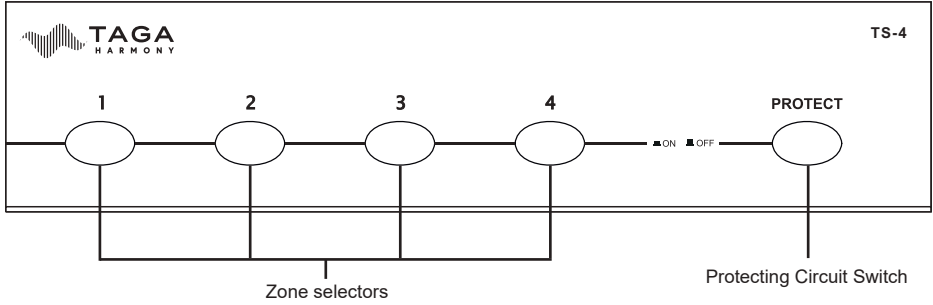 TAGA
HARMONY
TS-4
1 2 3 4 PROTECT
ON OFF
Protecting Circuit Switch
Zone selectors